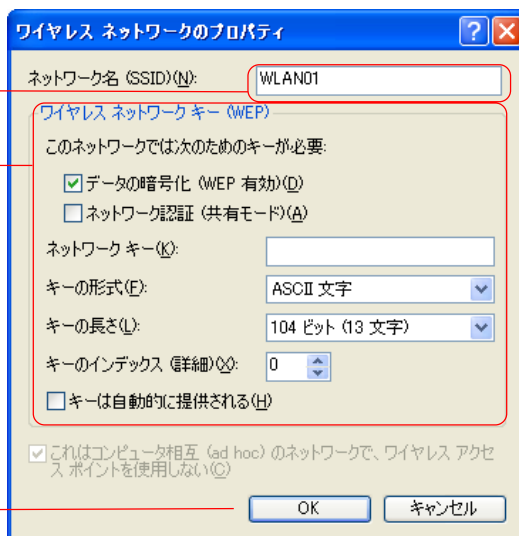 ワイヤレス ネットワークのプロパティ
ネットワーク名 (SSID)(N): WLAN01
ワイヤレス ネットワーク キー (WEP)
このネットワークでは次のためのキーが必要:
データの暗号化 (WEP 有効)(D)
ネットワーク認証 (共有モード)(A)
ネットワーク キー(K):
キーの形式(F): ASCII 文字
キーの長さ(L): 104 ビット (13 文字)
キーのインデックス (詳細)(X): 0
キーは自動的に提供される(H)
これはコンピュータ相互 (ad hoc) のネットワークで、ワイヤレス アクセ
ス ポイントを使用しない(C)
OK キャンセル